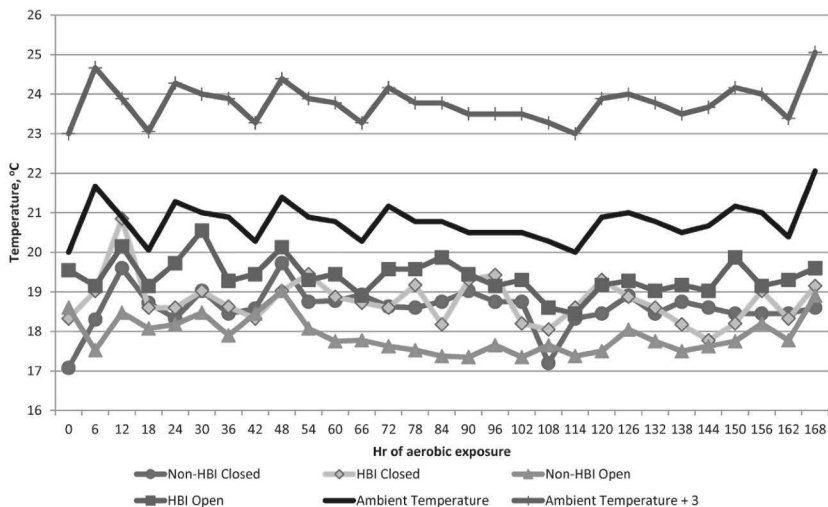 26
25
24
23
22
21
20
19
18
17
16
Temperature, °C
0 6 12 18 24 30 36 42 48 54 60 66 72 78 84 90 96 102 108 114 120 126 132 138 144 150 156 162 168
Hr of aerobic exposure
Non-HBI Closed HBI Closed Non-HBI Open
HBI Open Ambient Temperature Ambient Temperature + 3